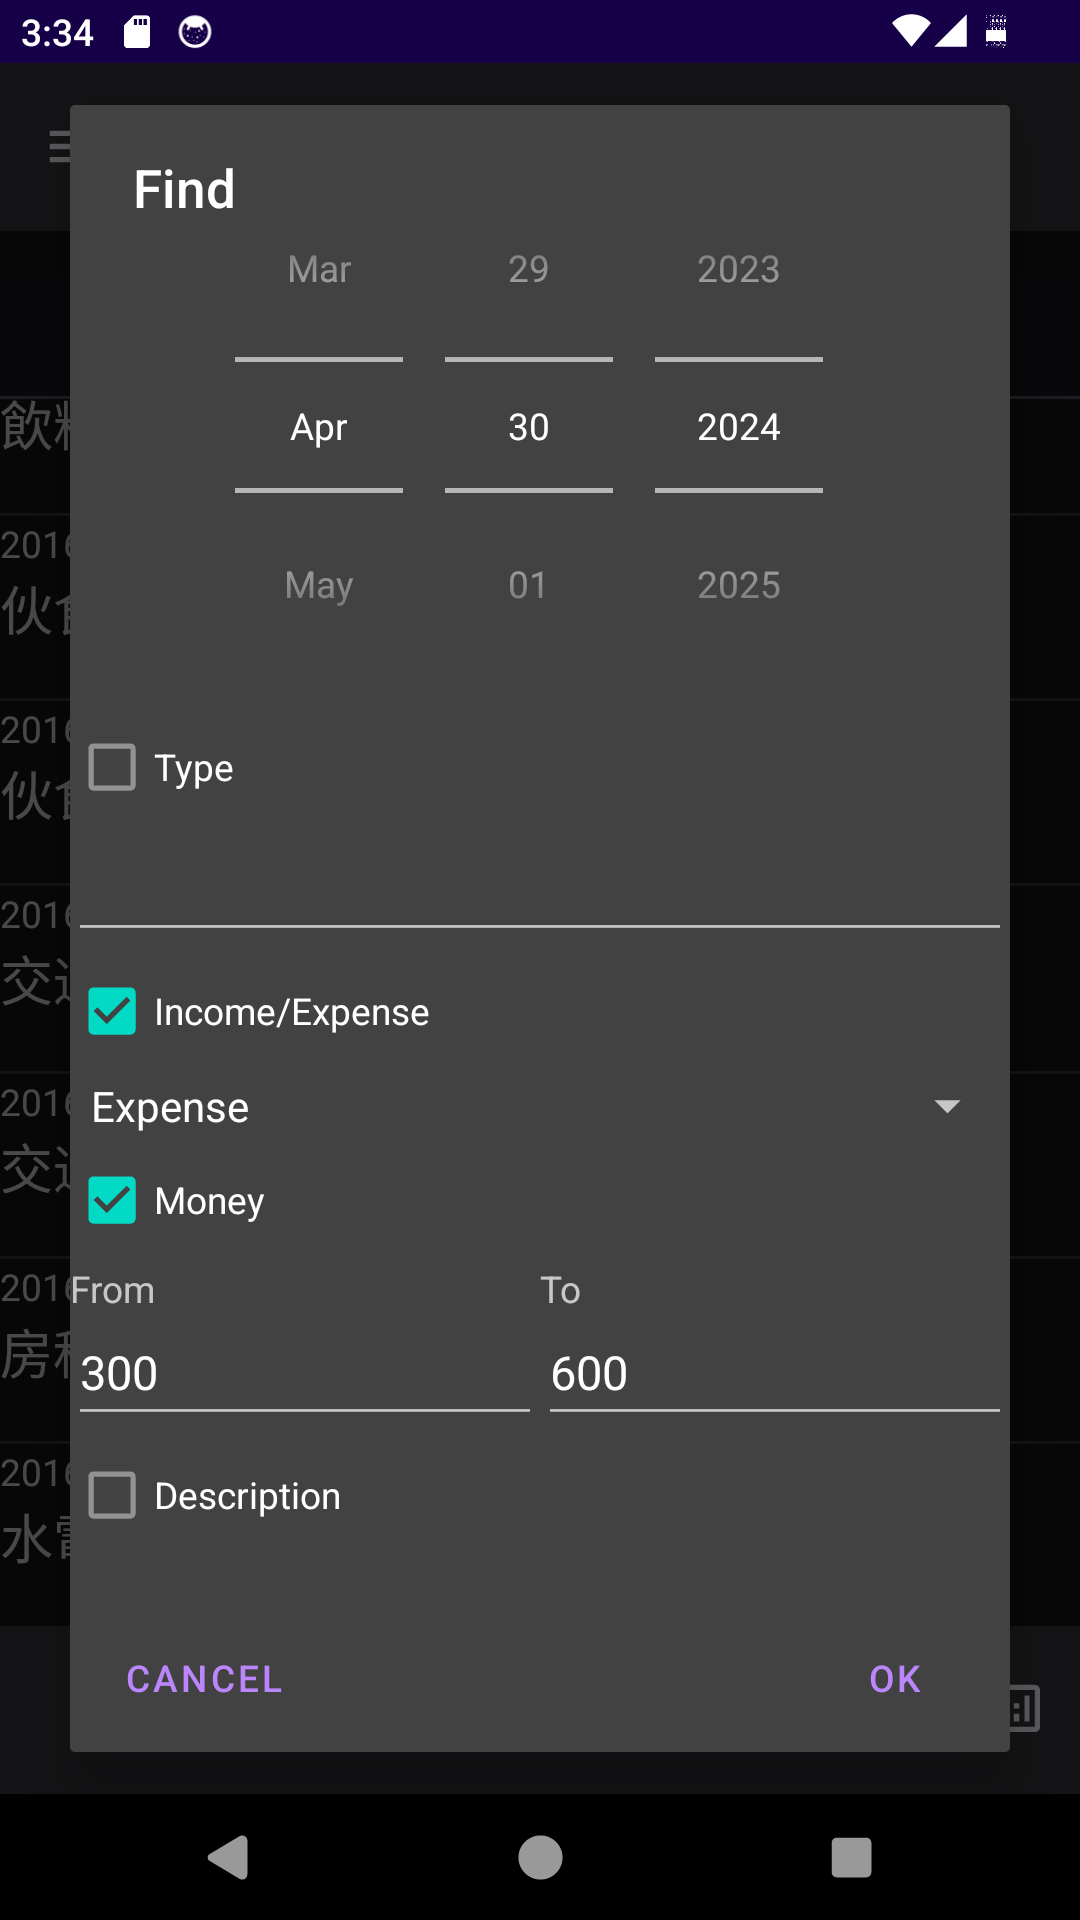 3:34
Find
Mar 29 2023
Apr 30 2024
May 01 2025
飲
2016
伙食
2016
伙食
Type
2016
交通
Income/Expense
2016
Expense
交通
Money
2016
From To
房租
300 600
2016
Description
水電
CANCEL OK